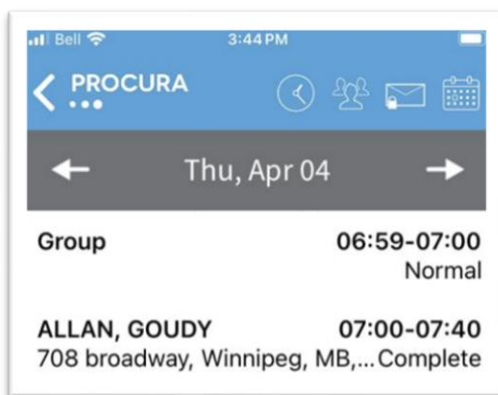 Bell 3:44 PM
PROCURA
Thu, Apr 04
Group 06:59-07:00
Normal
ALLAN, GOUDY 07:00-07:40
708 broadway, Winnipeg, MB,... Complete